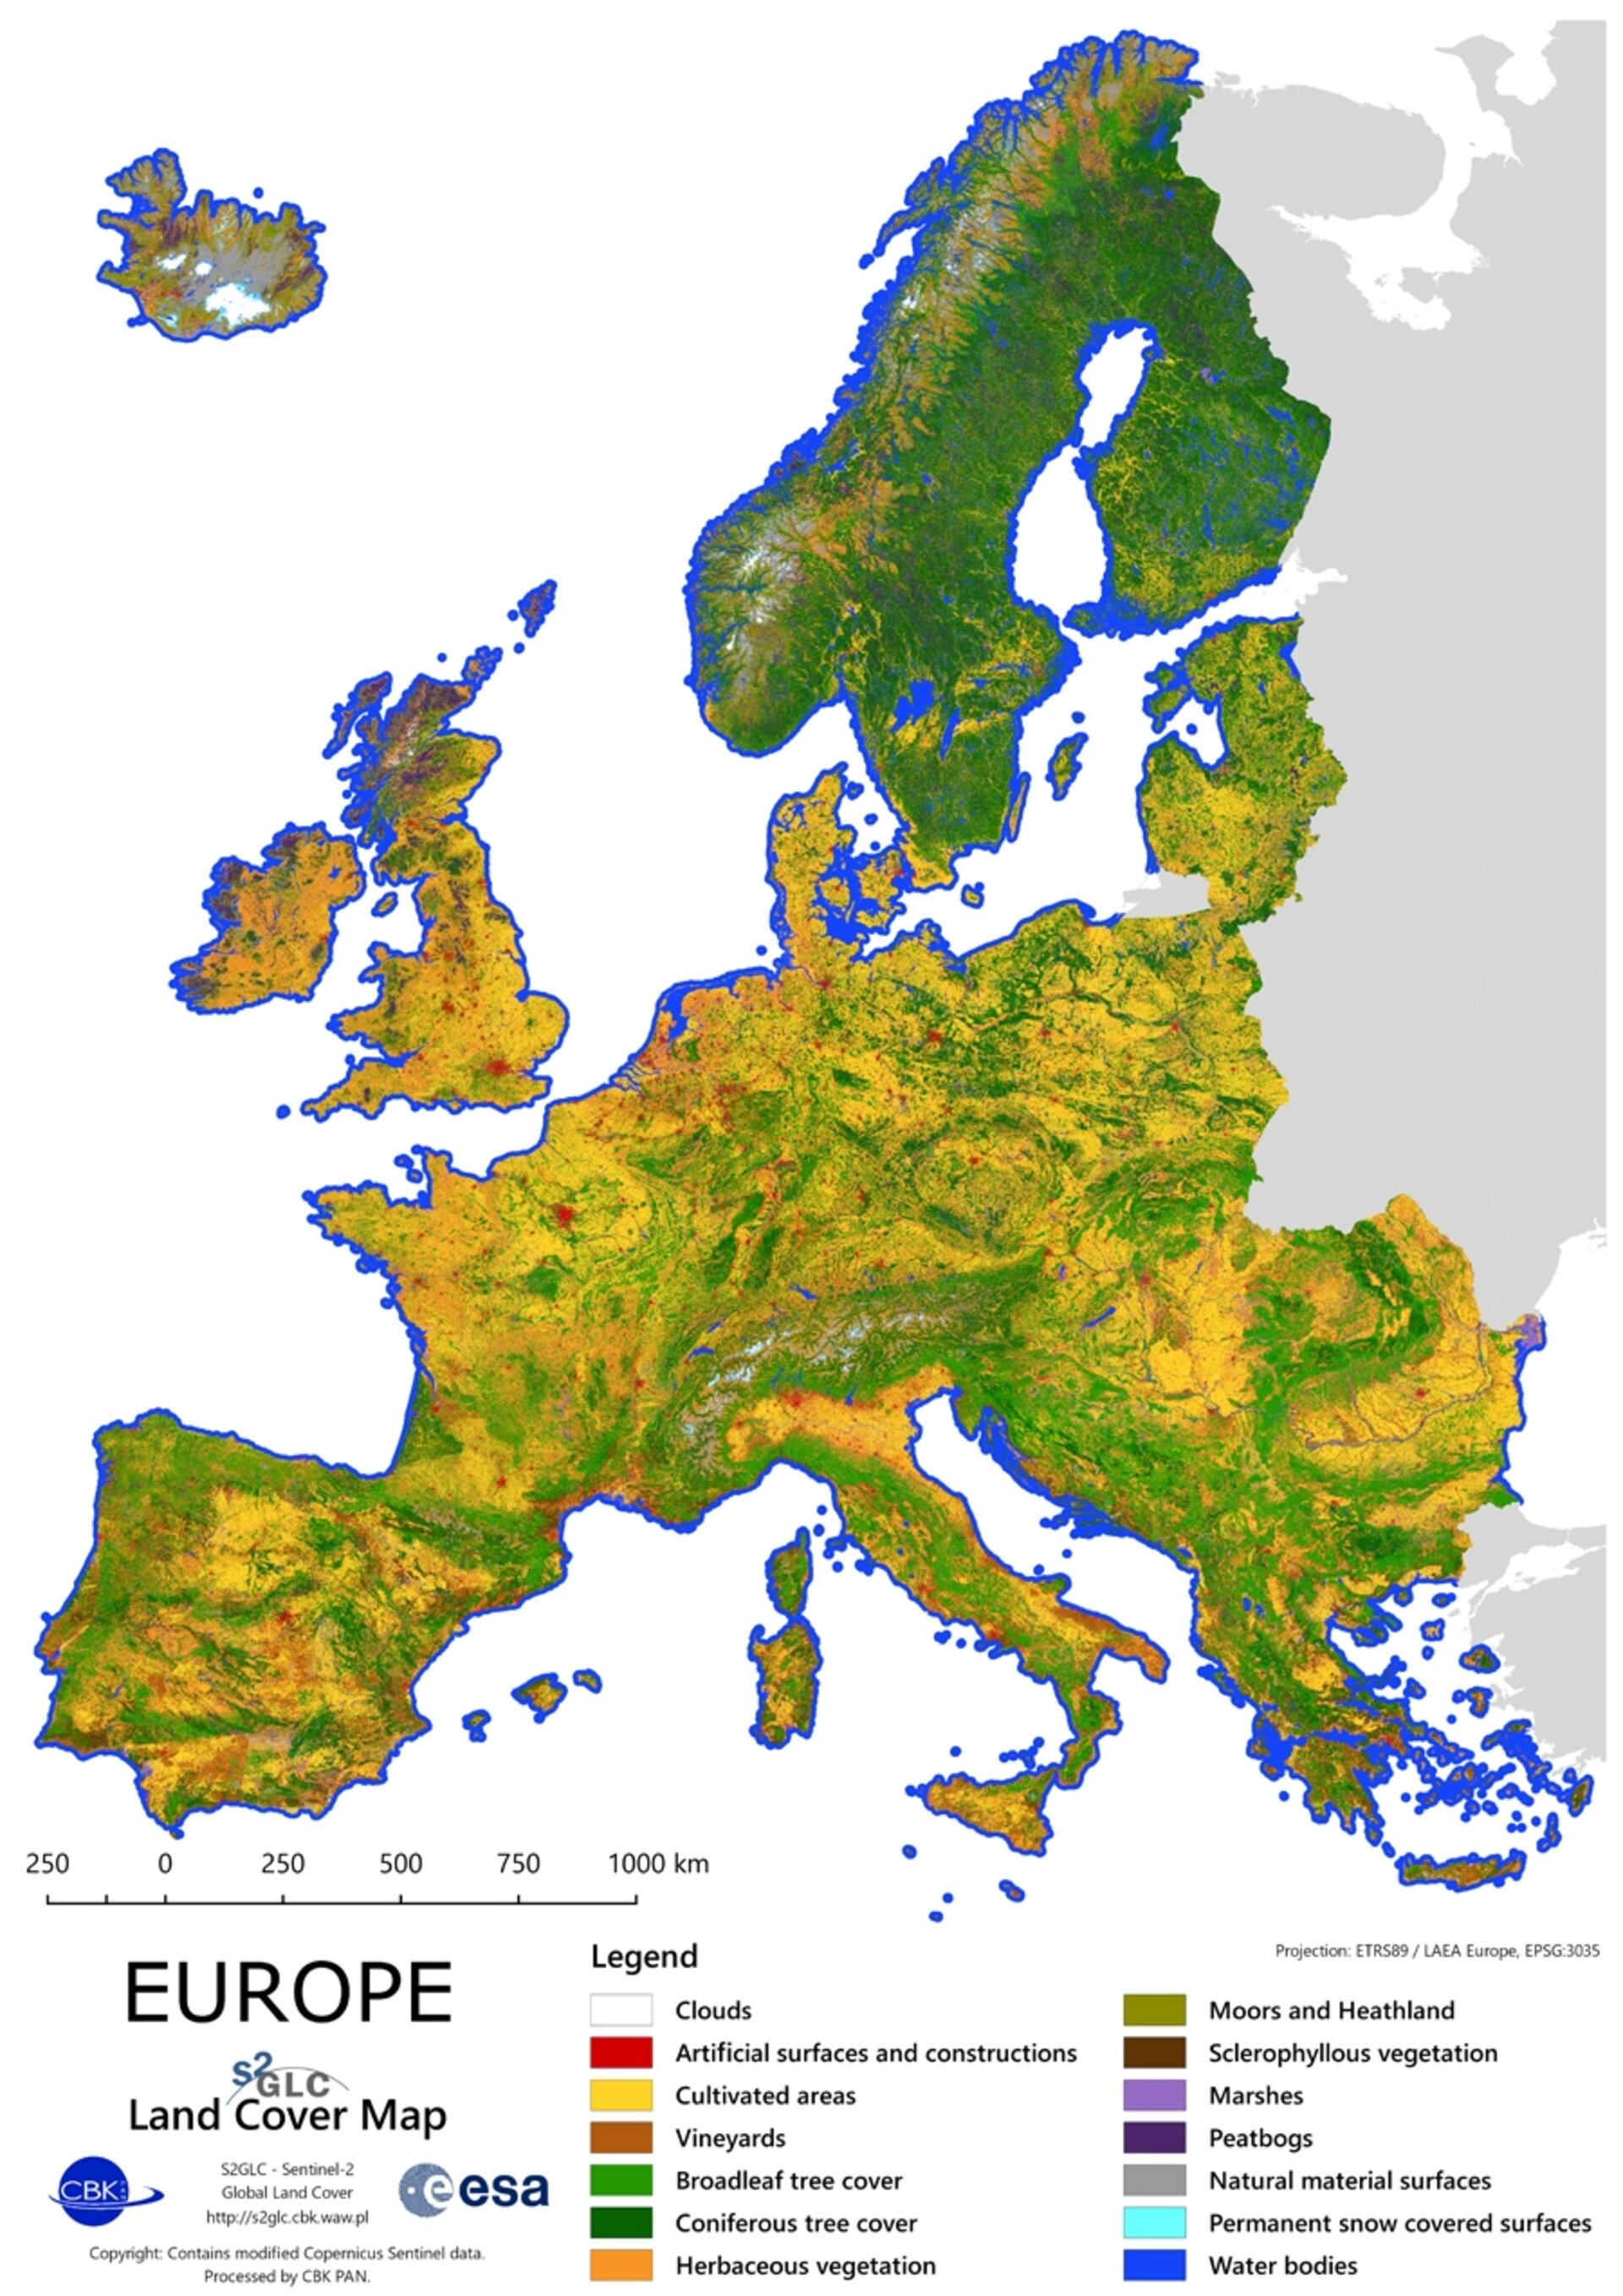 250 0 250 500 750 1000 km
EUROPE
S2GLC
Land Cover Map
CBK
PAN
S2GLC - Sentinel-2
Global Land Cover
http://s2glc.cbk.waw.pl
esa
Copyright: Contains modified Copernicus Sentinel data.
Processed by CBK PAN.
Legend
Projection: ETRS89 / LAEA Europe, EPSG:3035
Clouds
Artificial surfaces and constructions
Cultivated areas
Vineyards
Broadleaf tree cover
Coniferous tree cover
Herbaceous vegetation
Moors and Heathland
Sclerophyllous vegetation
Marshes
Peatbogs
Natural material surfaces
Permanent snow covered surfaces
Water bodies